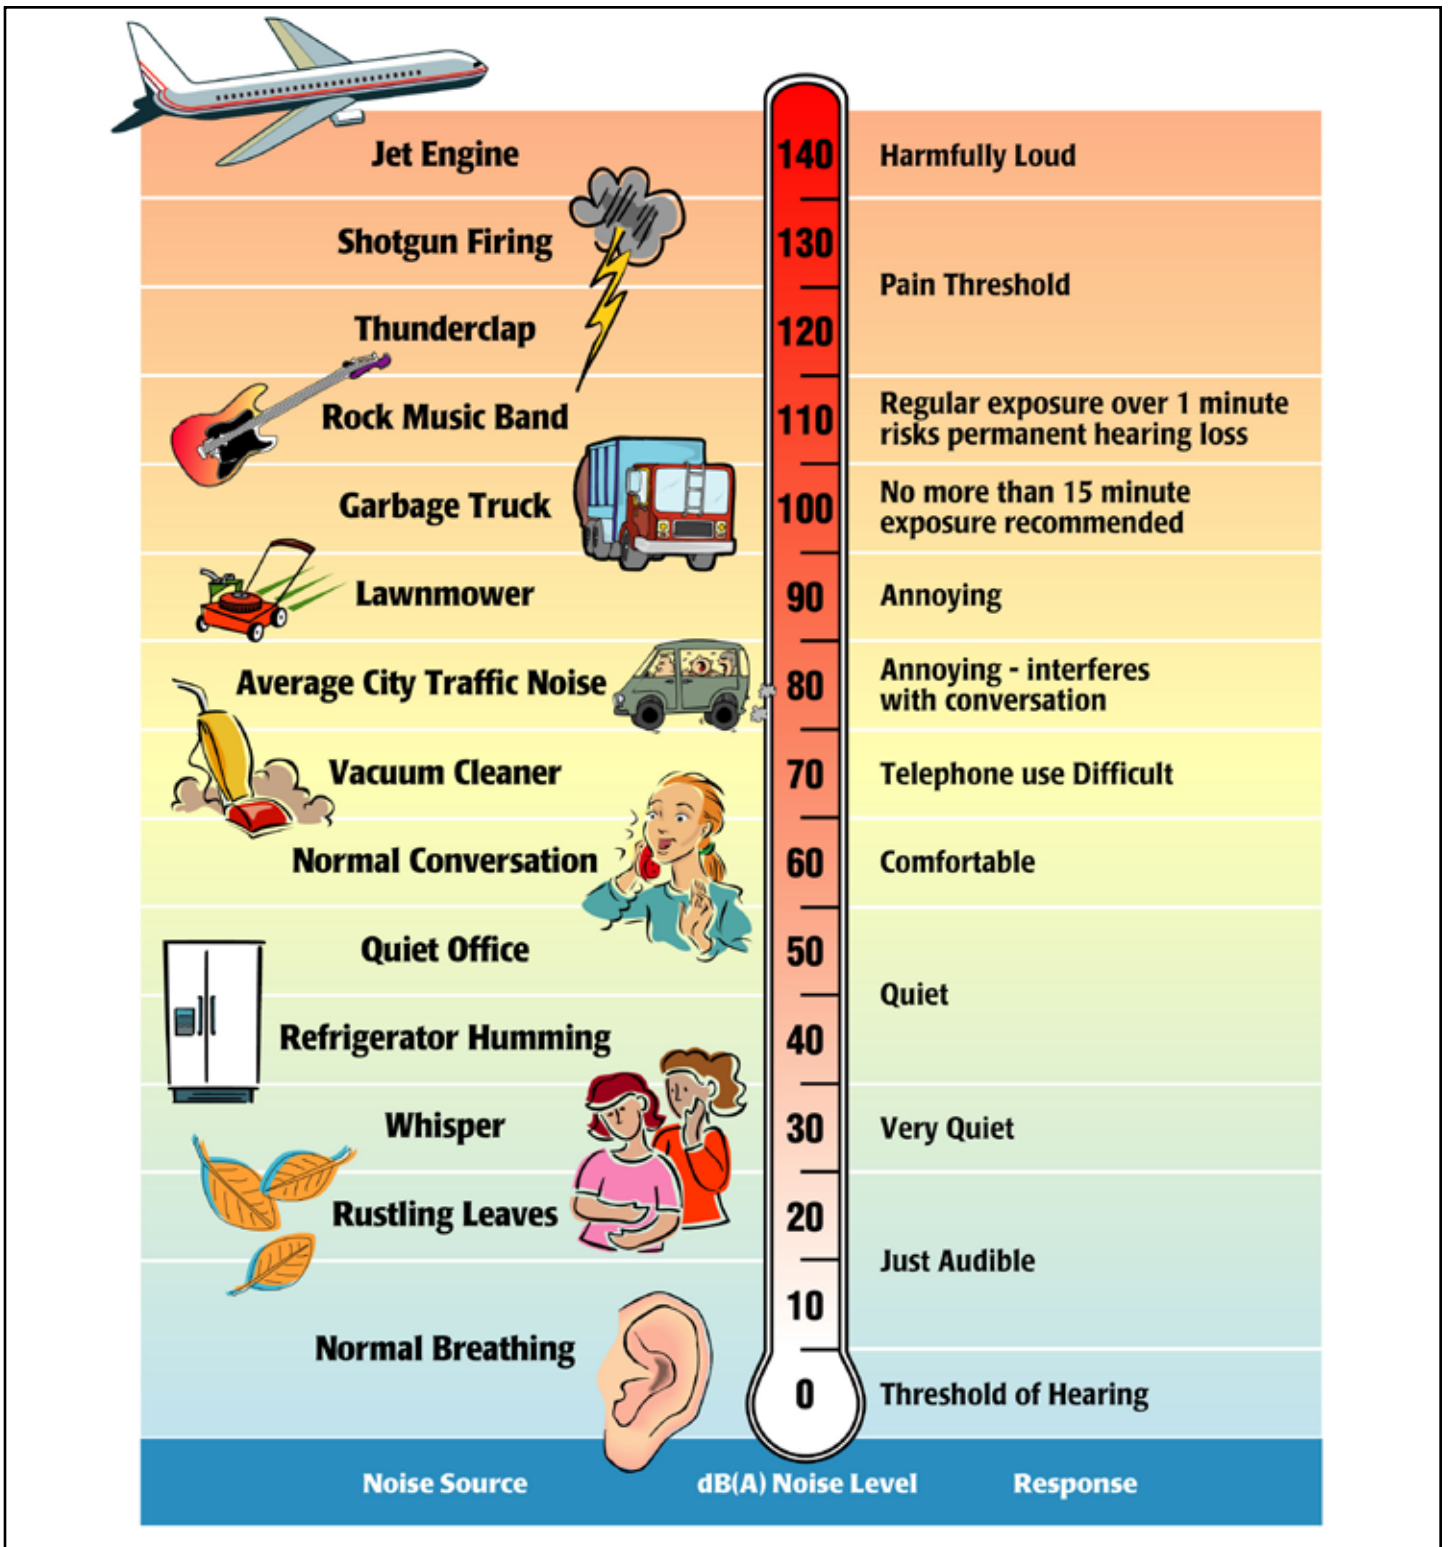 Jet Engine
140
Harmfully Loud
Shotgun Firing
130
Pain Threshold
Thunderclap
120
Rock Music Band
110
Regular exposure over 1 minute
risks permanent hearing loss
Garbage Truck
100
No more than 15 minute
exposure recommended
Lawnmower
90
Annoying
Average City Traffic Noise
80
Annoying - interferes
with conversation
Vacuum Cleaner
70
Telephone use Difficult
Normal Conversation
60
Comfortable
Quiet Office
50
Quiet
Refrigerator Humming
40
Whisper
30
Very Quiet
Rustling Leaves
20
Just Audible
10
Normal Breathing
0
Threshold of Hearing
Noise Source
dB(A) Noise Level
Response